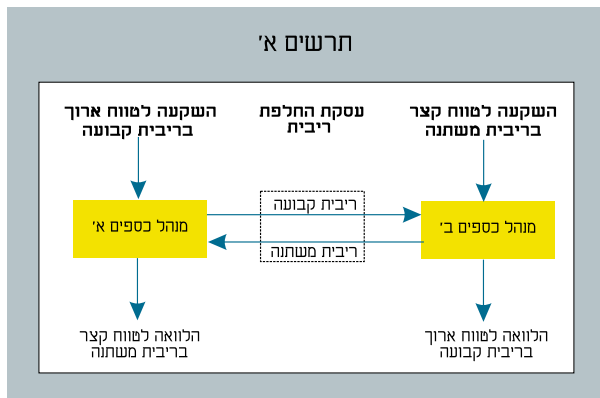 תרשים א'
השקעה לטווח קצר
בריבית משתנה
עסקת החלפת
ריבית
השקעה לטווח ארוך
בריבית קבועה
מנהל כספים ב'
ריבית קבועה
ריבית משתנה
מנהל כספים א'
הלוואה לטווח ארוך
בריבית קבועה
הלוואה לטווח קצר
בריבית משתנה